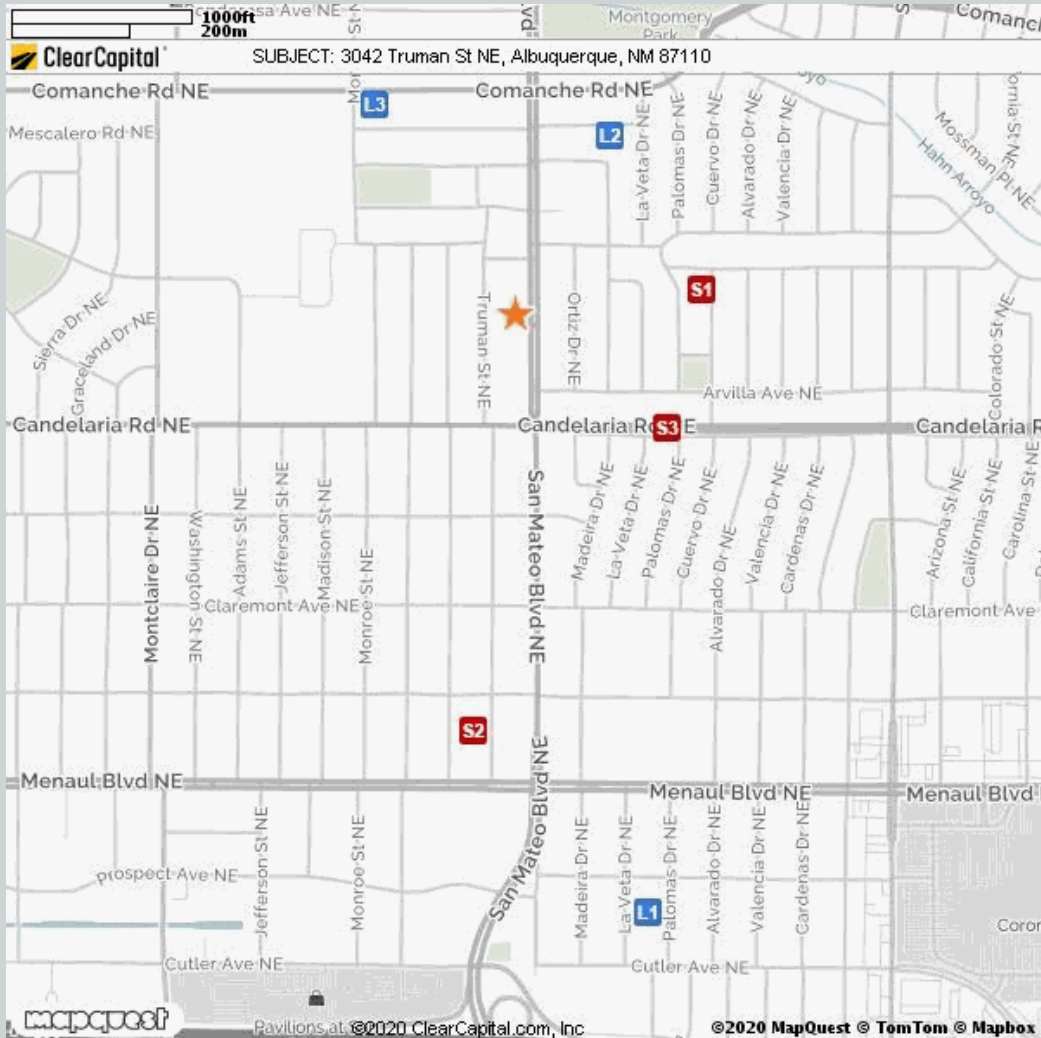 1000ft
200m
Montgomery
Park
ClearCapital
SUBJECT: 3042 Truman St NE, Albuquerque, NM 87110
Comanche Rd NE
Comanche Rd NE
L3
L2
Mescalero Rd NE
La Veta Dr NE
Palomas Dr NE
Cuervo Dr NE
Alvarado Dr NE
Valencia Dr NE
Mossman Pl NE
Hahn Arroyo
S1
Sierra Dr NE
Graceland Dr NE
Truman St NE
Ortiz Dr NE
Colorado St NE
Arvilla Ave NE
Candelaria Rd NE
Candelaria Rd NE
S3
Candelaria R
Montclaire Dr NE
Washington St NE
Adams St NE
Jefferson St NE
Madison St NE
Monroe St NE
San Mateo Blvd NE
Madeira Dr NE
La Veta Dr NE
Palomas Dr NE
Cuervo Dr NE
Alvarado Dr NE
Valencia Dr NE
Cardenas Dr NE
Arizona St NE
California St NE
Carolina St NE
Claremont Ave NE
Claremont Ave
S2
Menaul Blvd NE
Menaul Blvd NE
Menaul Blvd
San Mateo Blvd NE
Jefferson St NE
Monroe St NE
Prospect Ave NE
Madeira Dr NE
La Veta Dr NE
L1
Palomas Dr NE
Alvarado Dr NE
Valencia Dr NE
Cardenas Dr NE
Coror
Cutler Ave NE
Cutler Ave NE
mapquest
Pavilions at
©2020 ClearCapital.com, Inc
©2020 MapQuest © TomTom © Mapbox